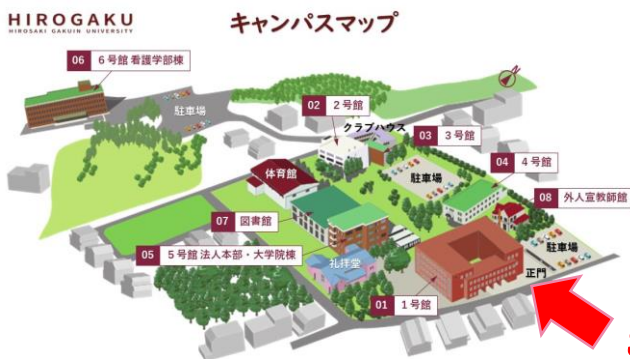 HIROGAKU
HIROSAKI GAKUIN UNIVERSITY
キャンパスマップ
N
06 6号館 看護学部棟
駐車場
02 2号館
クラブハウス
03 3号館
体育館
駐車場
04 4号館
08 外人宣教師館
07 図書館
05 5号館 法人本部・大学院棟
礼拝堂
駐車場
正門
01 1号館